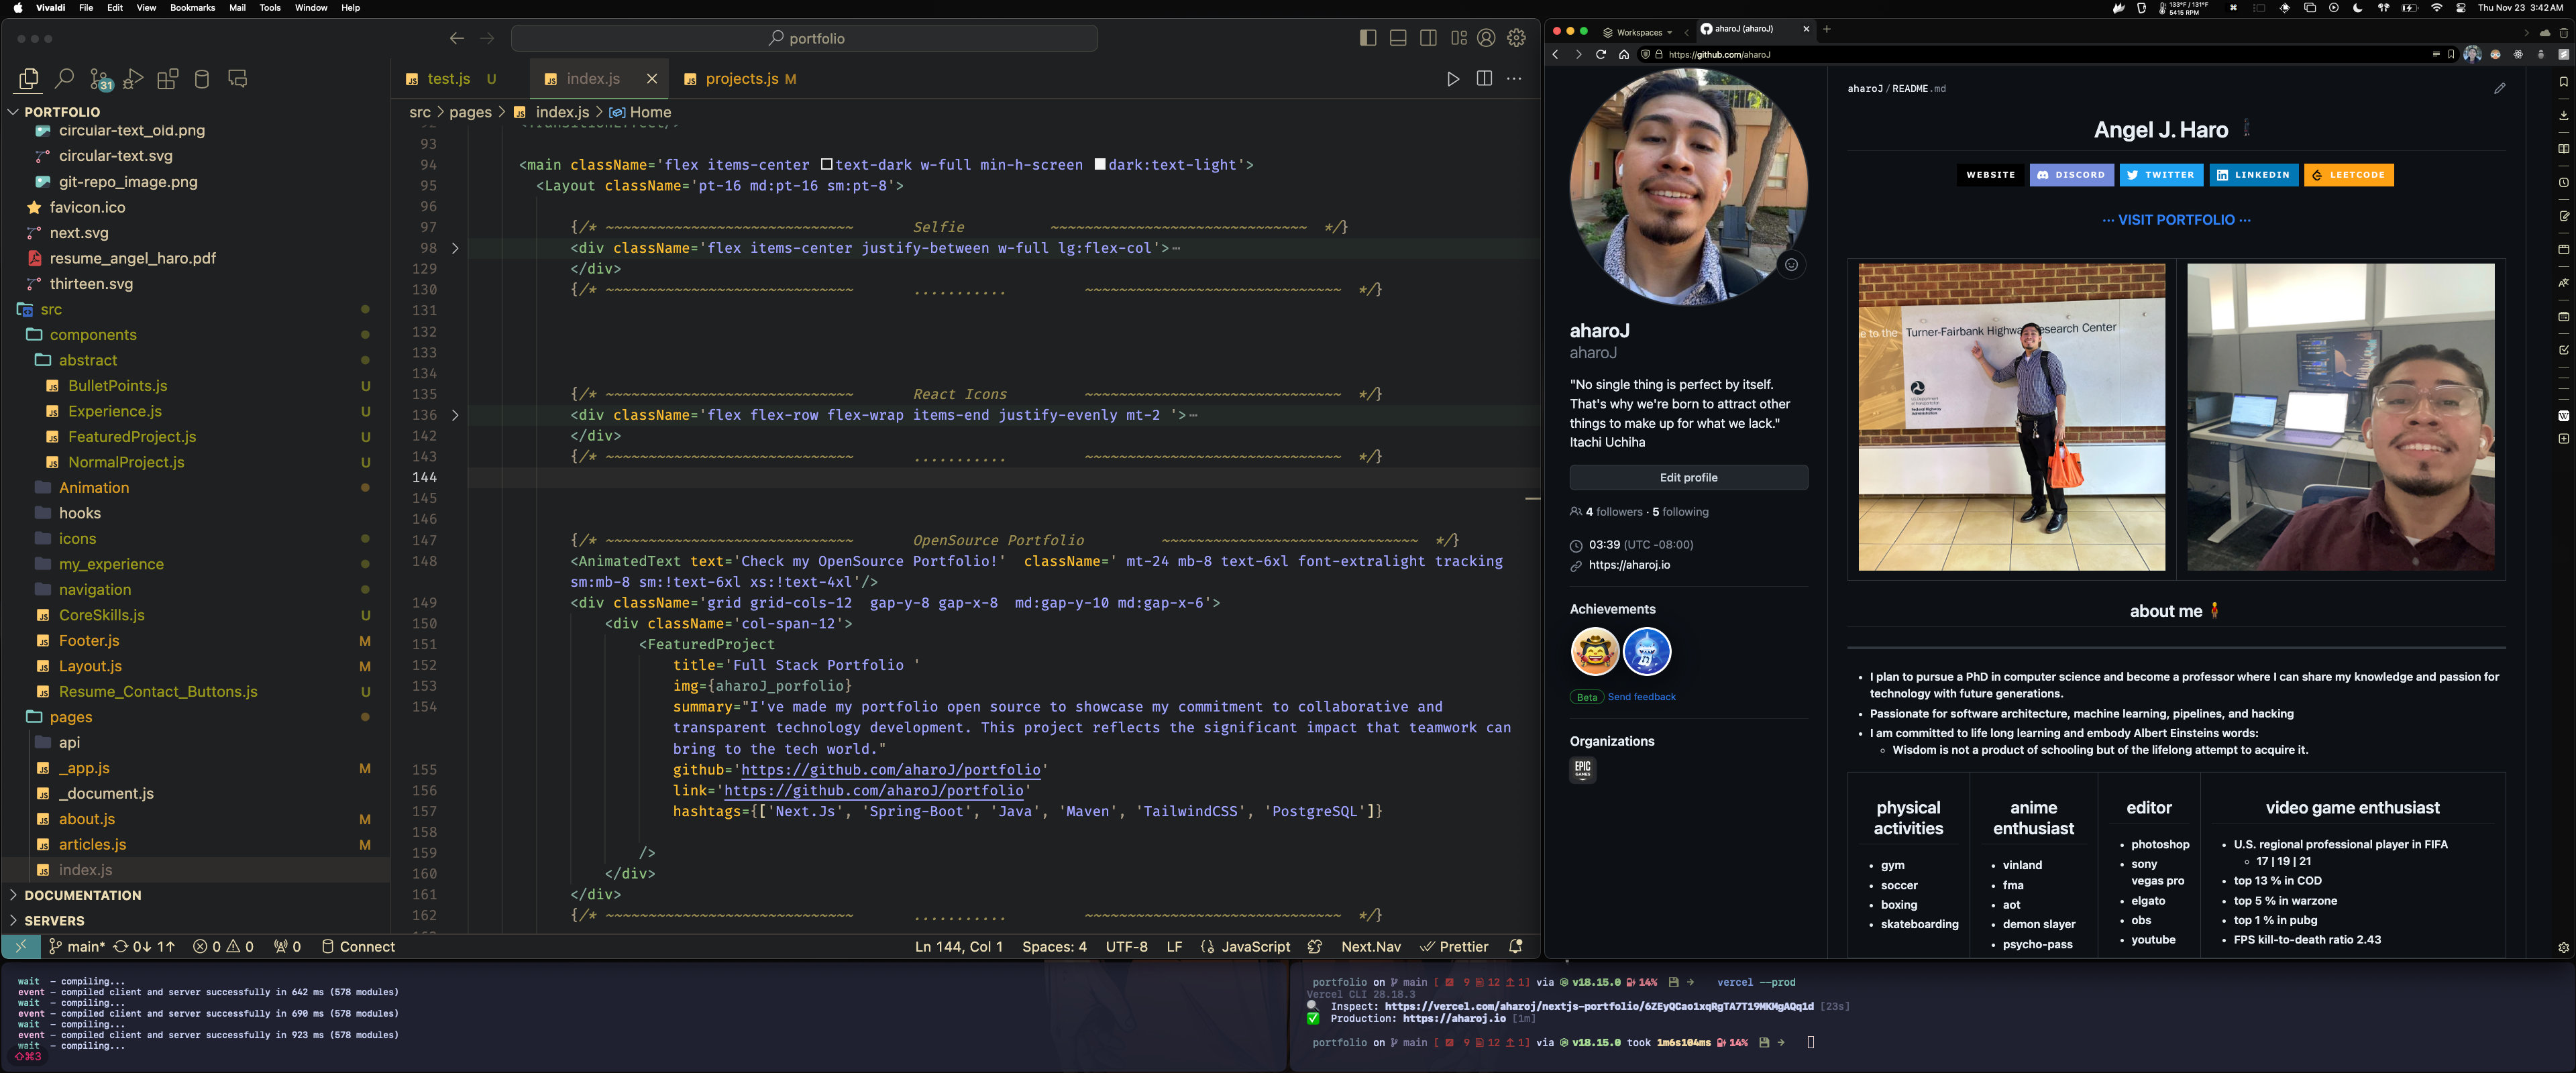 Vivaldi File Edit View Bookmarks Mail Tools Window Help
133°F / 131°F
5415 RPM
Thu Nov 23 3:42 AM
portfolio
31
PORTFOLIO
circular-text_old.png
circular-text.svg
git-repo_image.png
favicon.ico
next.svg
resume_angel_haro.pdf
thirteen.svg
src
components
abstract
BulletPoints.js U
Experience.js U
FeaturedProject.js U
NormalProject.js U
Animation
hooks
icons
my_experience
navigation
CoreSkills.js U
Footer.js M
Layout.js M
Resume_Contact_Buttons.js U
pages
api
_app.js M
_document.js
about.js M
articles.js M
index.js
DOCUMENTATION
SERVERS
test.js U
index.js
projects.js M
src > pages > index.js > Home
92 <TransitionEffect/>
93
94 <main className='flex items-center text-dark w-full min-h-screen dark:text-light'>
95 <Layout className='pt-16 md:pt-16 sm:pt-8'>
96
97 {/* ~~~~~~~~~~~~~~~~~~~~~~~~~~~~~ Selfie ~~~~~~~~~~~~~~~~~~~~~~~~~~~~~~ */}
98 <div className='flex items-center justify-between w-full lg:flex-col'>⋯
129 </div>
130 {/* ~~~~~~~~~~~~~~~~~~~~~~~~~~~~~ ........... ~~~~~~~~~~~~~~~~~~~~~~~~~~~~~~ */}
131
132
133
134
135 {/* ~~~~~~~~~~~~~~~~~~~~~~~~~~~~~ React Icons ~~~~~~~~~~~~~~~~~~~~~~~~~~~~~~ */}
136 <div className='flex flex-row flex-wrap items-end justify-evenly mt-2 '>⋯
142 </div>
143 {/* ~~~~~~~~~~~~~~~~~~~~~~~~~~~~~ ........... ~~~~~~~~~~~~~~~~~~~~~~~~~~~~~~ */}
144
145
146
147 {/* ~~~~~~~~~~~~~~~~~~~~~~~~~~~~~ OpenSource Portfolio ~~~~~~~~~~~~~~~~~~~~~~~~~~~~~~ */}
148 <AnimatedText text='Check my OpenSource Portfolio!' className=' mt-24 mb-8 text-6xl font-extralight tracking
sm:mb-8 sm:!text-6xl xs:!text-4xl'/>
149 <div className='grid grid-cols-12 gap-y-8 gap-x-8 md:gap-y-10 md:gap-x-6'>
150 <div className='col-span-12'>
151 <FeaturedProject
152 title='Full Stack Portfolio '
153 img={aharoJ_porfolio}
154 summary="I've made my portfolio open source to showcase my commitment to collaborative and
transparent technology development. This project reflects the significant impact that teamwork can
bring to the tech world."
155 github='https://github.com/aharoJ/portfolio'
156 link='https://github.com/aharoJ/portfolio'
157 hashtags={['Next.Js', 'Spring-Boot', 'Java', 'Maven', 'TailwindCSS', 'PostgreSQL']}
158
159 />
160 </div>
161 </div>
162 {/* ~~~~~~~~~~~~~~~~~~~~~~~~~~~~~ ........... ~~~~~~~~~~~~~~~~~~~~~~~~~~~~~~ */}
main* 0↓ 1↑ 0 0 0 Connect
Ln 144, Col 1 Spaces: 4 UTF-8 LF JavaScript Next.Nav Prettier
Workspaces
aharoJ (aharoJ)
https://github.com/aharoJ
aharoJ
aharoJ
"No single thing is perfect by itself.
That's why we're born to attract other
things to make up for what we lack."
Itachi Uchiha
Edit profile
4 followers · 5 following
03:39 (UTC -08:00)
https://aharoj.io
Achievements
Beta Send feedback
Organizations
EPIC
GAMES
aharoJ / README.md
Angel J. Haro
WEBSITE DISCORD TWITTER LINKEDIN LEETCODE
··· VISIT PORTFOLIO ···
e to the Turner-Fairbank Highway Research Center
about me
I plan to pursue a PhD in computer science and become a professor where I can share my knowledge and passion for
technology with future generations.
Passionate for software architecture, machine learning, pipelines, and hacking
I am committed to life long learning and embody Albert Einsteins words:
Wisdom is not a product of schooling but of the lifelong attempt to acquire it.
physical
activities
gym
soccer
boxing
skateboarding
anime
enthusiast
vinland
fma
aot
demon slayer
psycho-pass
editor
photoshop
sony
vegas pro
elgato
obs
youtube
video game enthusiast
U.S. regional professional player in FIFA
17 | 19 | 21
top 13 % in COD
top 5 % in warzone
top 1 % in pubg
FPS kill-to-death ratio 2.43
wait - compiling...
event - compiled client and server successfully in 642 ms (578 modules)
wait - compiling...
event - compiled client and server successfully in 690 ms (578 modules)
wait - compiling...
event - compiled client and server successfully in 923 ms (578 modules)
wait - compiling...
⇧⌘3
portfolio on main [ 9 12 1] via v18.15.0 14% → vercel --prod
Vercel CLI 28.18.3
Inspect: https://vercel.com/aharoj/nextjs-portfolio/6ZEyQCao1xqRgTA7T19MKMgAQq1d [23s]
Production: https://aharoj.io [1m]
portfolio on main [ 9 12 1] via v18.15.0 took 1m6s104ms 14% →